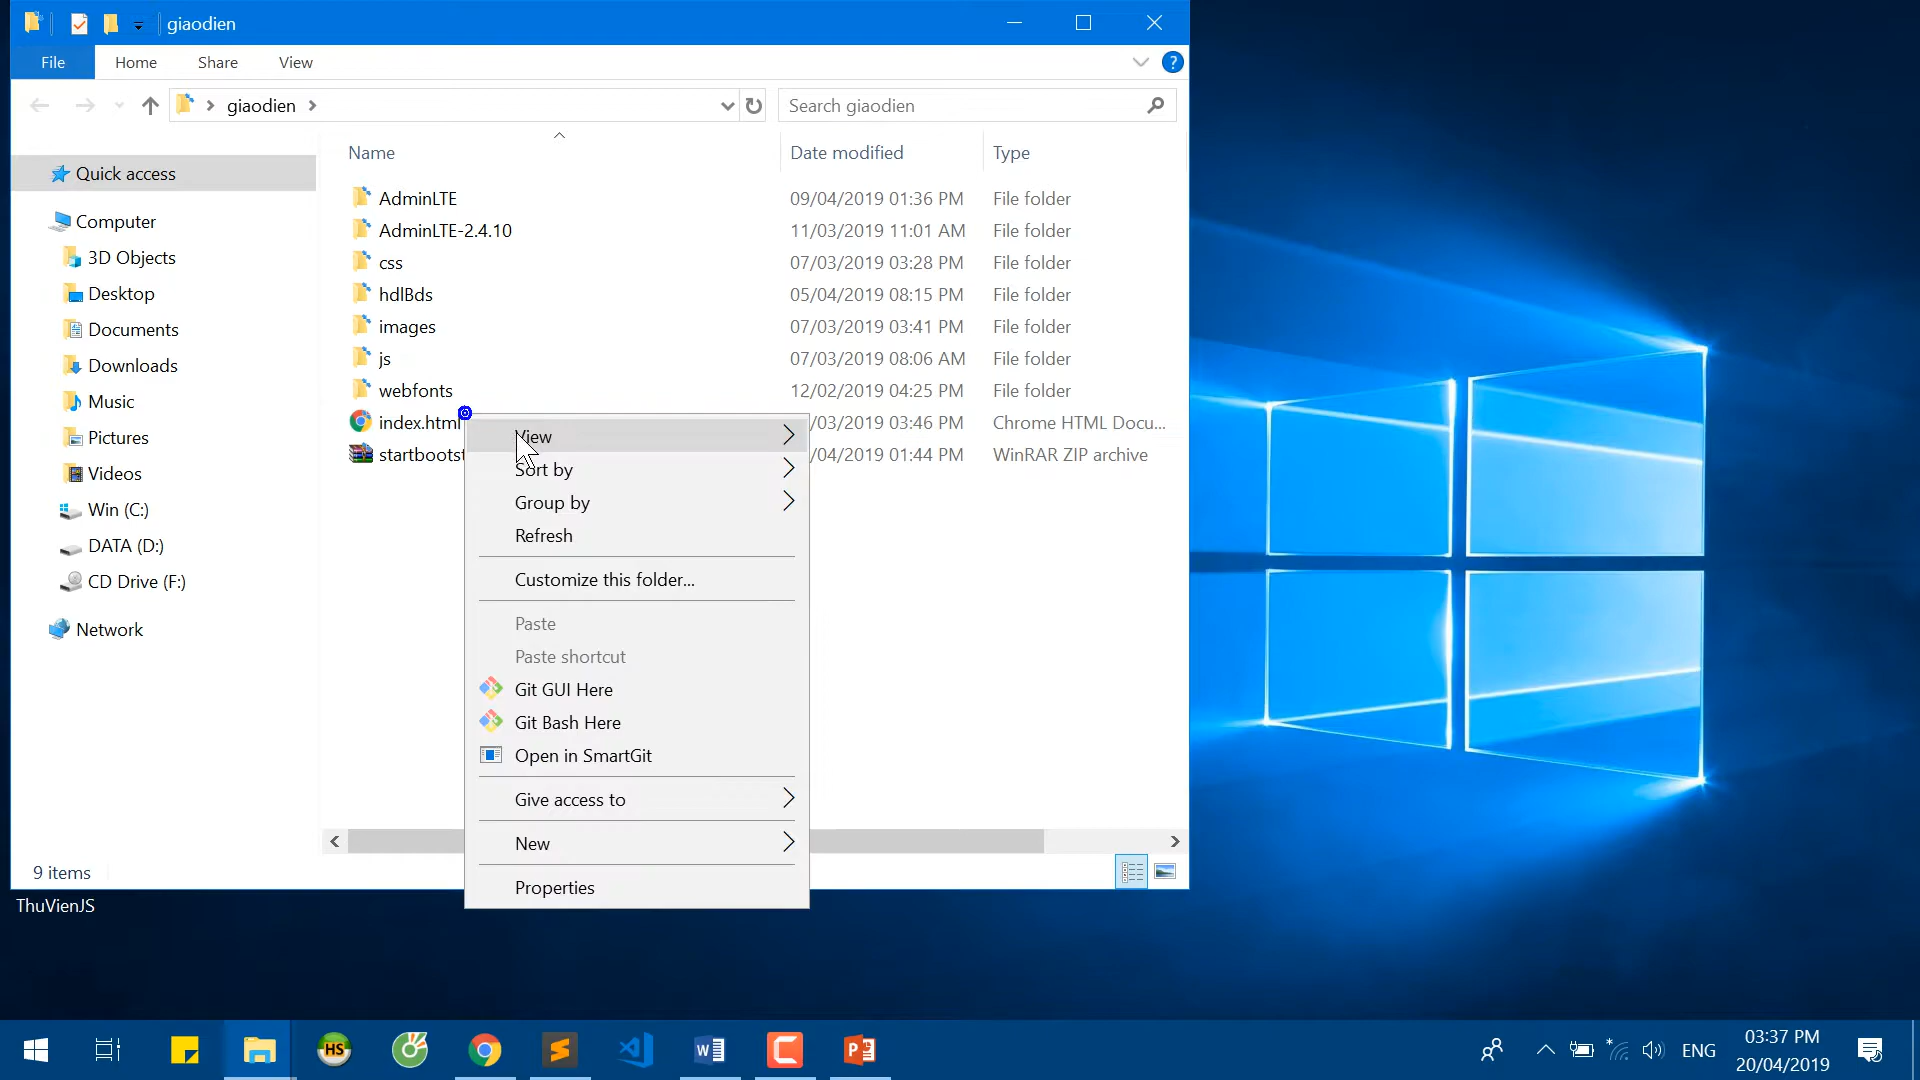 giaodien
File Home Share View
giaodien
Search giaodien
Name Date modified Type
Quick access
Computer
3D Objects
Desktop
Documents
Downloads
Music
Pictures
Videos
Win (C:)
DATA (D:)
CD Drive (F:)
Network
AdminLTE 09/04/2019 01:36 PM File folder
AdminLTE-2.4.10 11/03/2019 11:01 AM File folder
css 07/03/2019 03:28 PM File folder
hdlBds 05/04/2019 08:15 PM File folder
images 07/03/2019 03:41 PM File folder
js 07/03/2019 08:06 AM File folder
webfonts 12/02/2019 04:25 PM File folder
index.html /03/2019 03:46 PM Chrome HTML Docu...
startbootst /04/2019 01:44 PM WinRAR ZIP archive
View
Sort by
Group by
Refresh
Customize this folder...
Paste
Paste shortcut
Git GUI Here
Git Bash Here
Open in SmartGit
Give access to
New
Properties
9 items
ThuVienJS
HS
ENG
03:37 PM
20/04/2019